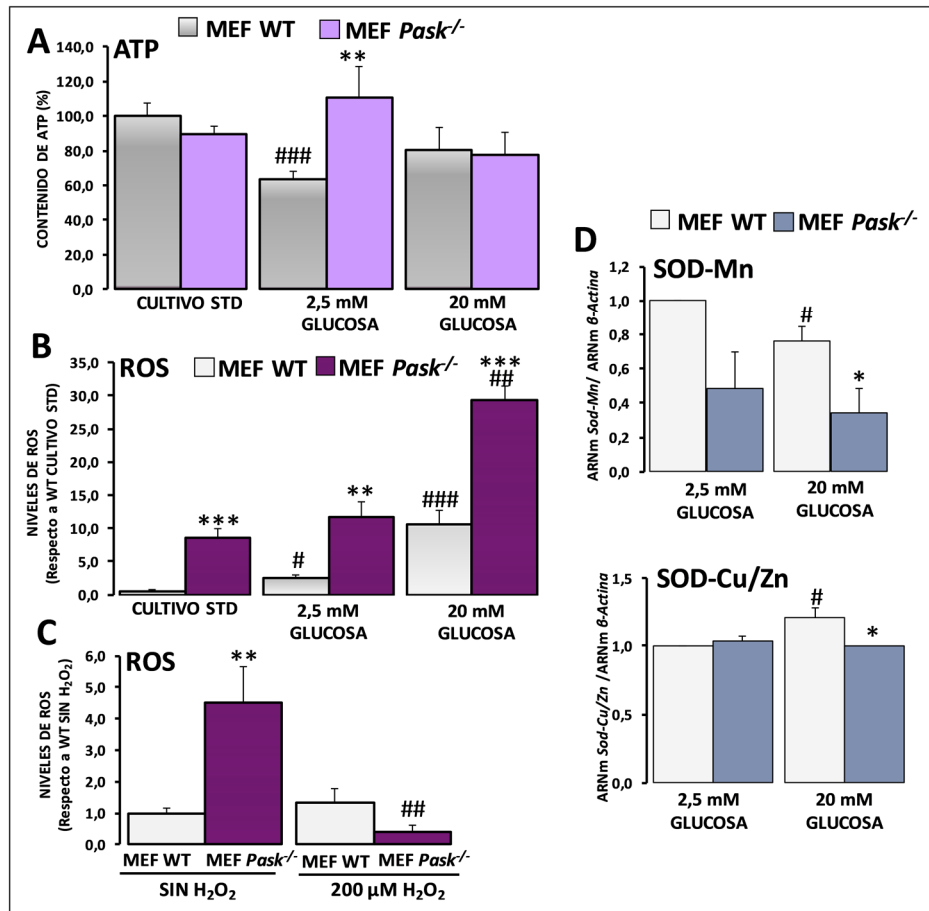 A
ATP
MEF WT
MEF Pask-/-
CONTENIDO DE ATP (%)
140,0
120,0
100,0
80,0
60,0
40,0
20,0
0,0
###
**
CULTIVO STD
2,5 mM
GLUCOSA
20 mM
GLUCOSA
B
ROS
MEF WT
MEF Pask-/-
NIVELES DE ROS
(Respecto a WT CULTIVO STD)
35,0
30,0
25,0
20,0
15,0
10,0
5,0
0,0
***
#
**
###
***
##
CULTIVO STD
2,5 mM
GLUCOSA
20 mM
GLUCOSA
C
ROS
NIVELES DE ROS
(Respecto a WT SIN H₂O₂)
6,0
5,0
4,0
3,0
2,0
1,0
0,0
**
##
MEF WT
MEF Pask-/-
MEF WT
MEF Pask-/-
SIN H₂O₂
200 µM H₂O₂
D
MEF WT
MEF Pask-/-
SOD-Mn
ARNm Sod-Mn/ ARNm β-Actina
1,2
1,0
0,8
0,6
0,4
0,2
0,0
#
*
2,5 mM
GLUCOSA
20 mM
GLUCOSA
SOD-Cu/Zn
ARNm Sod-Cu/Zn /ARNm β-Actina
1,5
1,0
0,5
0,0
#
*
2,5 mM
GLUCOSA
20 mM
GLUCOSA